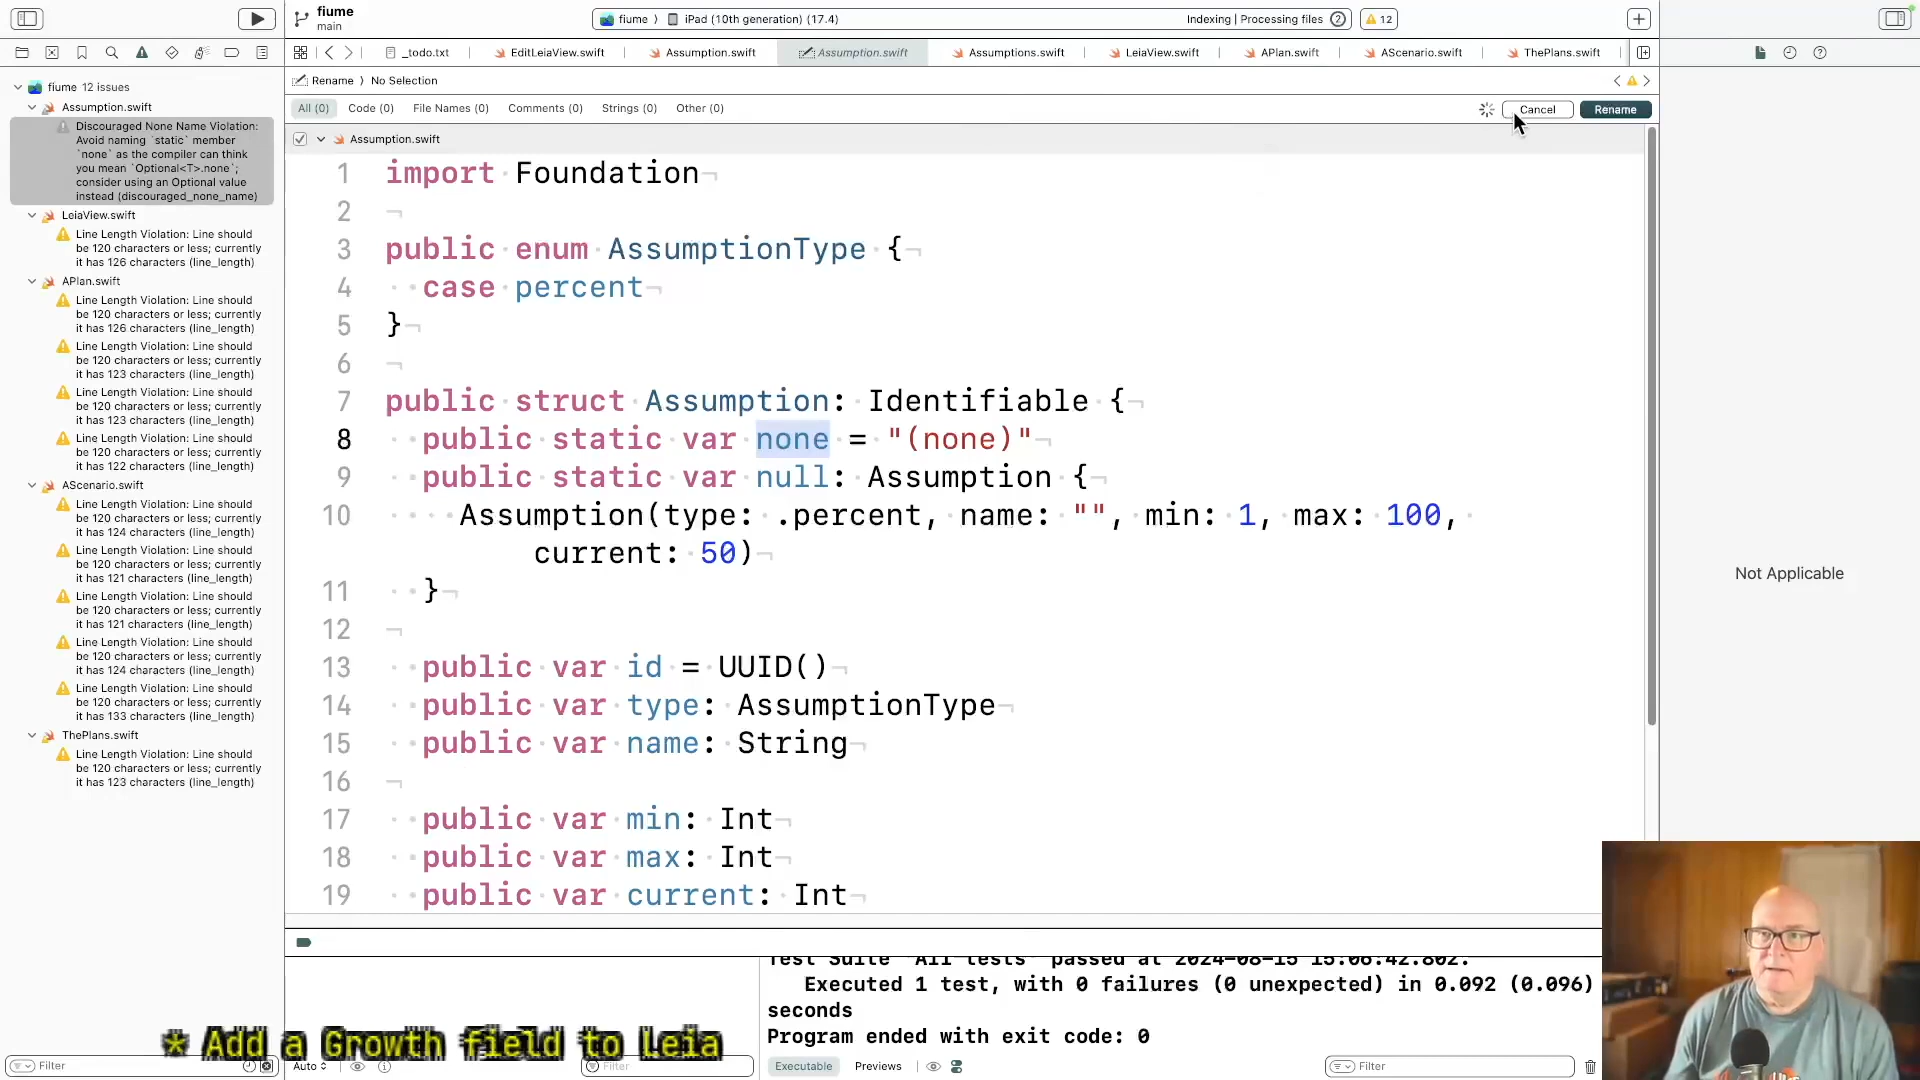 fiume
main
fiume ⟩ iPad (10th generation) (17.4)
Indexing | Processing files 2
12
_todo.txt
EditLeiaView.swift
Assumption.swift
Assumption.swift
Assumptions.swift
LeiaView.swift
APlan.swift
AScenario.swift
ThePlans.swift
Rename ⟩ No Selection
All (0) Code (0) File Names (0) Comments (0) Strings (0) Other (0)
Cancel
Rename
fiume 12 issues
Assumption.swift
Discouraged None Name Violation:
Avoid naming `static` member
`none` as the compiler can think
you mean `Optional<T>.none`;
consider using an Optional value
instead (discouraged_none_name)
LeiaView.swift
Line Length Violation: Line should
be 120 characters or less; currently
it has 126 characters (line_length)
APlan.swift
Line Length Violation: Line should
be 120 characters or less; currently
it has 126 characters (line_length)
Line Length Violation: Line should
be 120 characters or less; currently
it has 123 characters (line_length)
Line Length Violation: Line should
be 120 characters or less; currently
it has 123 characters (line_length)
Line Length Violation: Line should
be 120 characters or less; currently
it has 122 characters (line_length)
AScenario.swift
Line Length Violation: Line should
be 120 characters or less; currently
it has 124 characters (line_length)
Line Length Violation: Line should
be 120 characters or less; currently
it has 121 characters (line_length)
Line Length Violation: Line should
be 120 characters or less; currently
it has 121 characters (line_length)
Line Length Violation: Line should
be 120 characters or less; currently
it has 124 characters (line_length)
Line Length Violation: Line should
be 120 characters or less; currently
it has 133 characters (line_length)
ThePlans.swift
Line Length Violation: Line should
be 120 characters or less; currently
it has 123 characters (line_length)
Assumption.swift
1 import Foundation¬
2 ¬
3 public enum AssumptionType {¬
4 case percent¬
5 }¬
6 ¬
7 public struct Assumption: Identifiable {¬
8 public static var none = "(none)"¬
9 public static var null: Assumption {¬
10 Assumption(type: .percent, name: "", min: 1, max: 100,
current: 50)¬
11 }¬
12 ¬
13 public var id = UUID()¬
14 public var type: AssumptionType¬
15 public var name: String¬
16 ¬
17 public var min: Int¬
18 public var max: Int¬
19 public var current: Int¬
Not Applicable
Test Suite 'All tests' passed at 2024-08-15 15:06:42.802.
Executed 1 test, with 0 failures (0 unexpected) in 0.092 (0.096)
seconds
Program ended with exit code: 0
* Add a Growth field to Leia
Filter
Auto
Filter
Executable
Previews
Filter